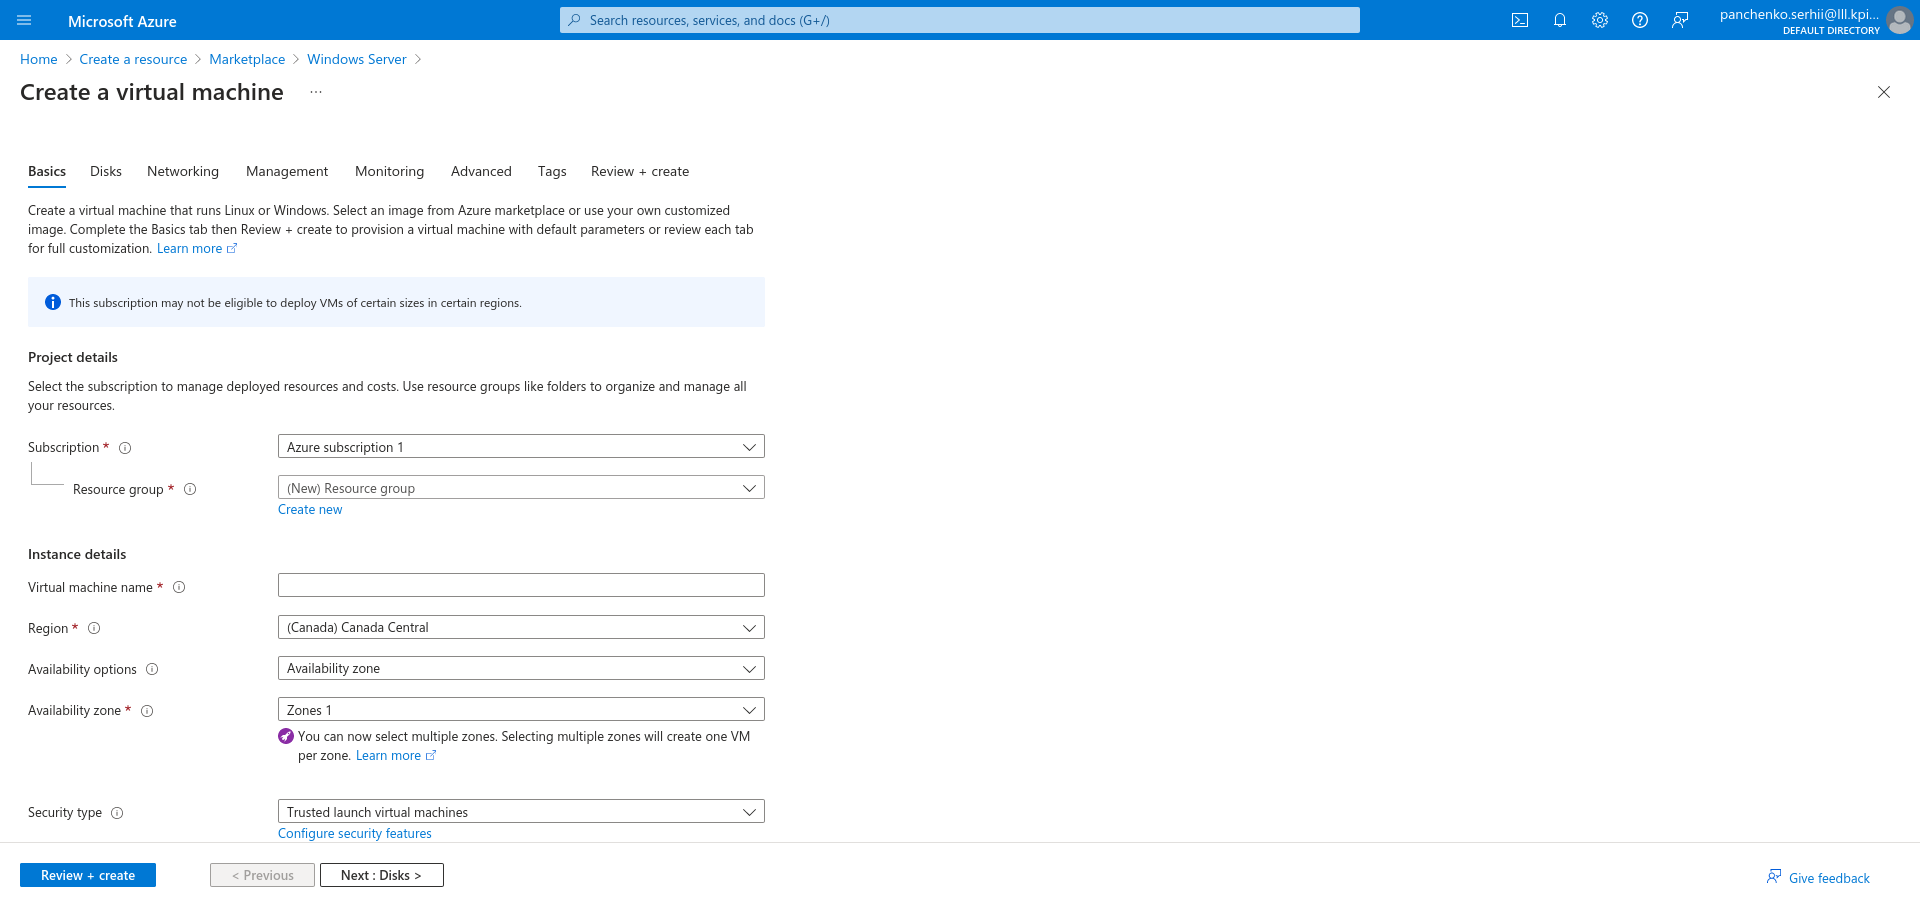 Microsoft Azure
Search resources, services, and docs (G+/)
panchenko.serhii@lll.kpi...
DEFAULT DIRECTORY
Home > Create a resource > Marketplace > Windows Server >
Create a virtual machine ...
Basics Disks Networking Management Monitoring Advanced Tags Review + create
Create a virtual machine that runs Linux or Windows. Select an image from Azure marketplace or use your own customized
image. Complete the Basics tab then Review + create to provision a virtual machine with default parameters or review each tab
for full customization. Learn more
This subscription may not be eligible to deploy VMs of certain sizes in certain regions.
Project details
Select the subscription to manage deployed resources and costs. Use resource groups like folders to organize and manage all
your resources.
Subscription * Azure subscription 1
Resource group * (New) Resource group
Create new
Instance details
Virtual machine name *
Region * (Canada) Canada Central
Availability options Availability zone
Availability zone * Zones 1
You can now select multiple zones. Selecting multiple zones will create one VM
per zone. Learn more
Security type Trusted launch virtual machines
Configure security features
Review + create < Previous Next : Disks > Give feedback